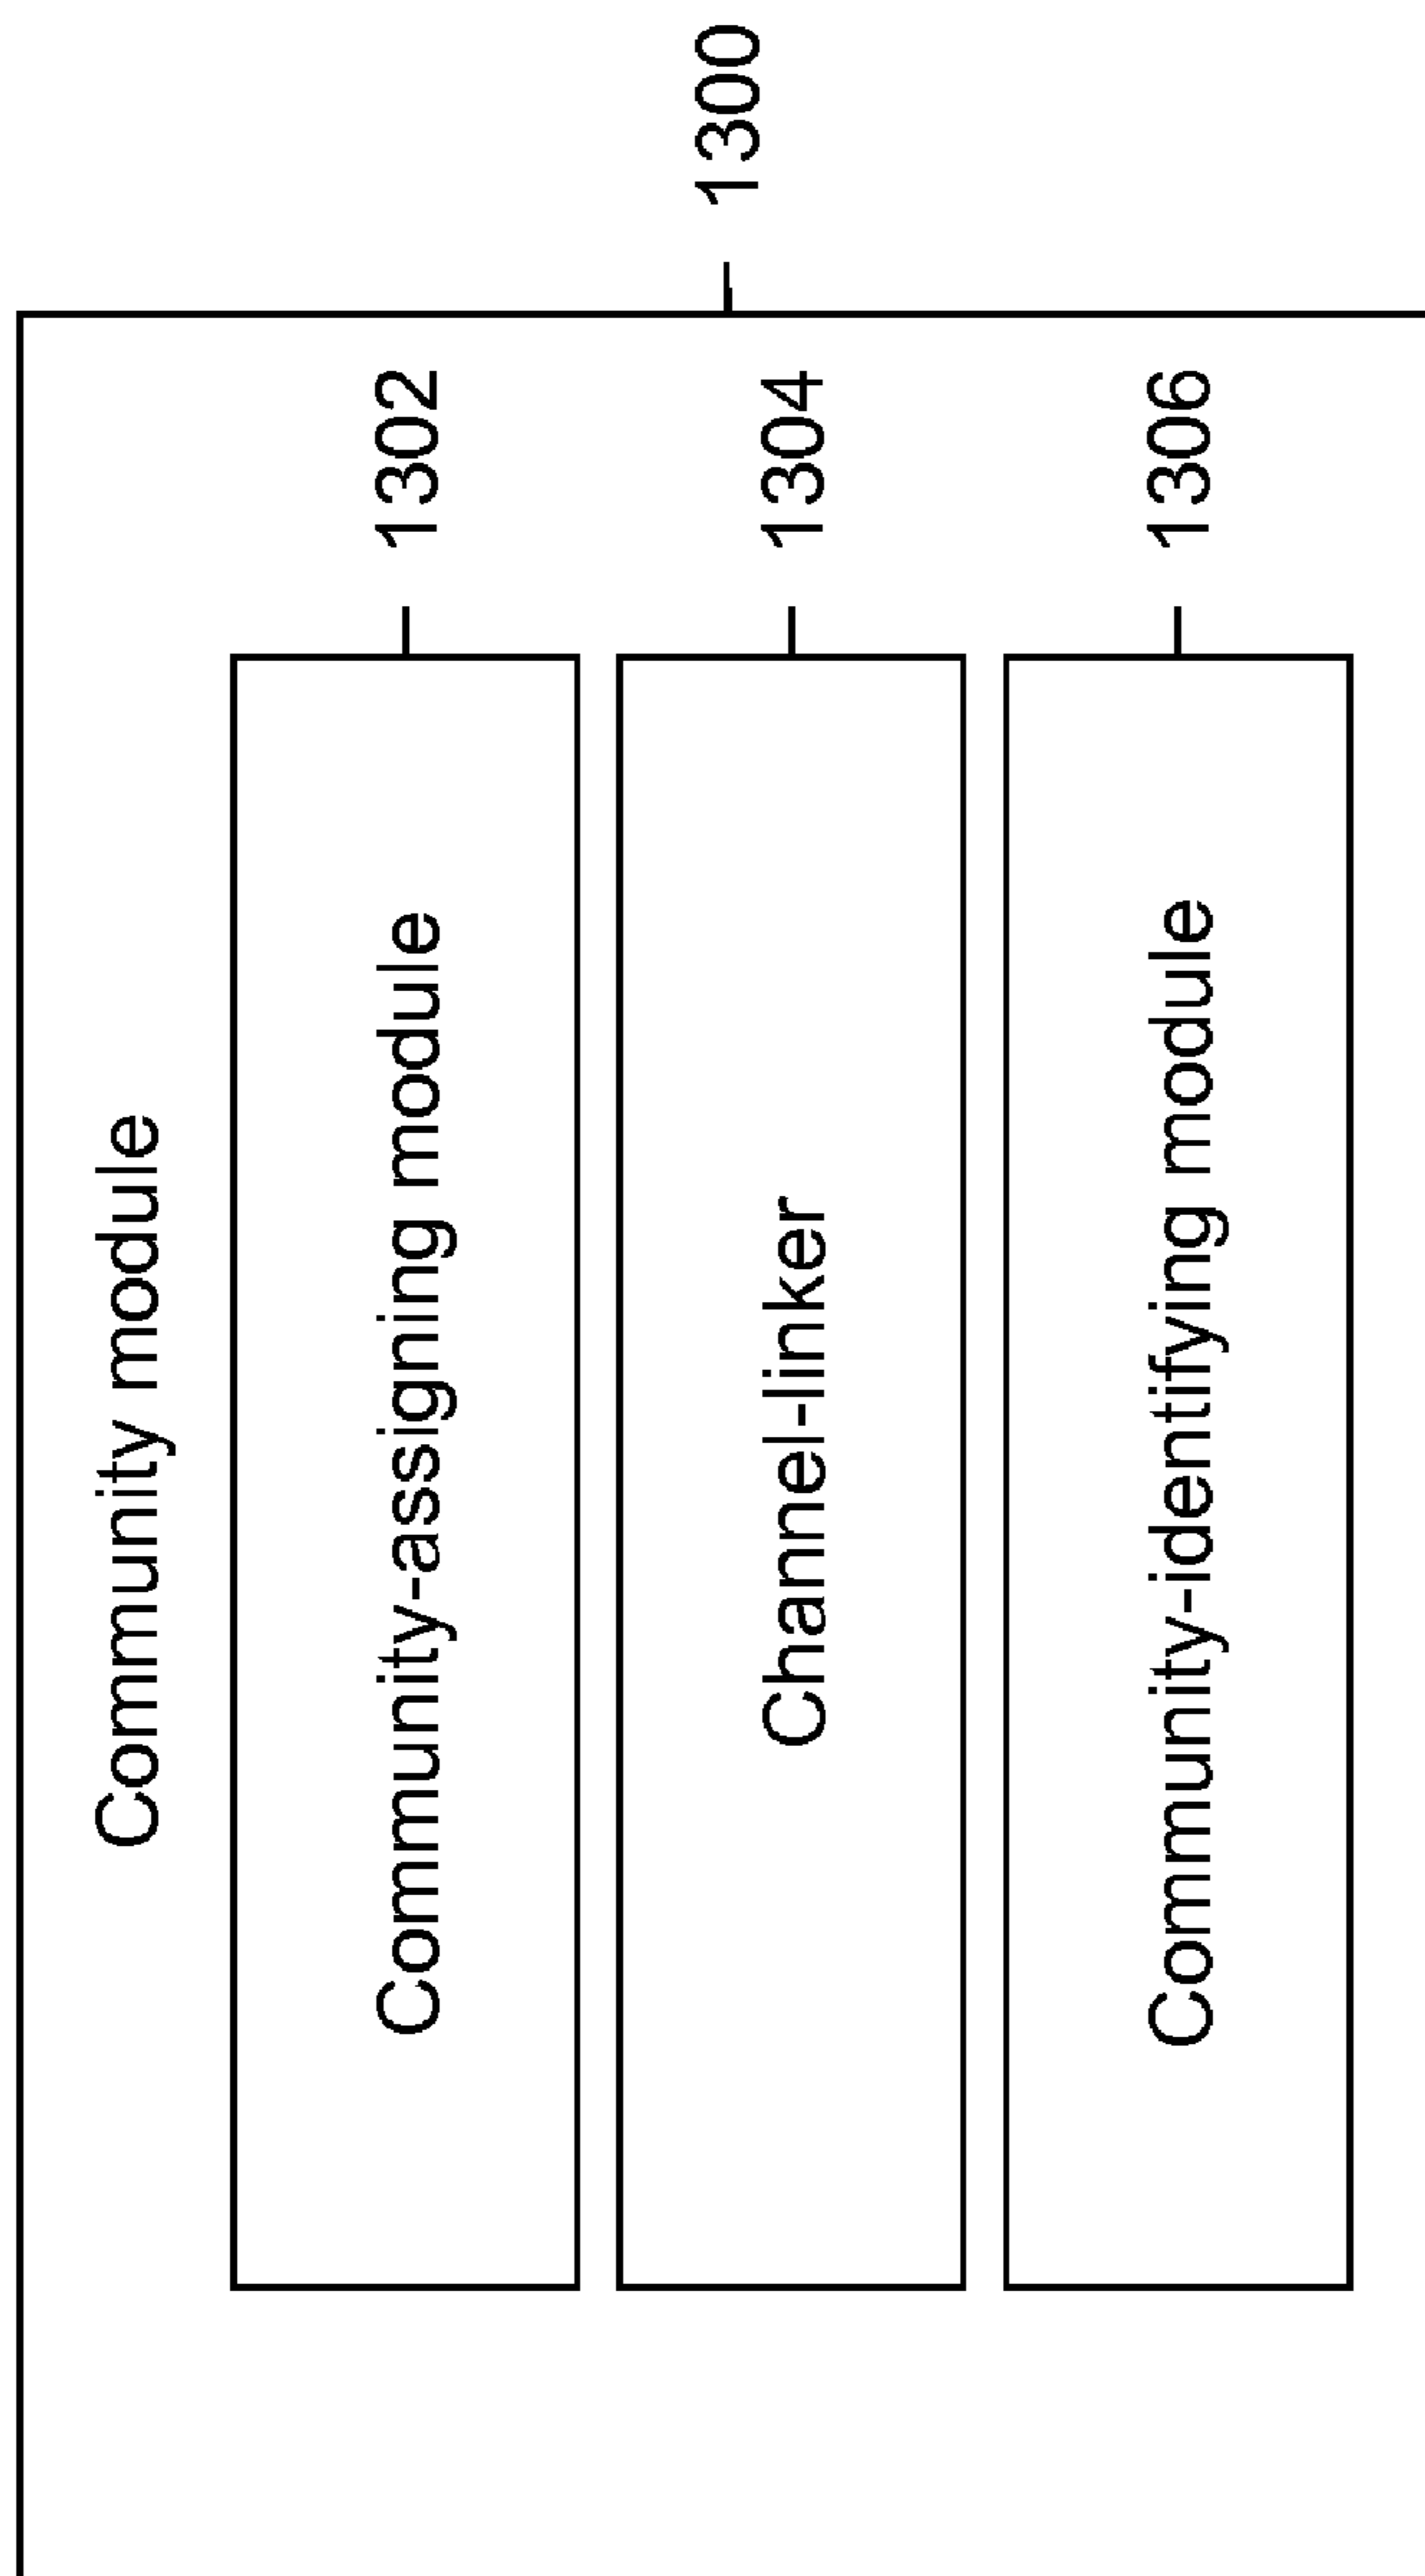 Community module
1300
Community-assigning module
1302
Channel-linker
1304
Community-identifying module
1306